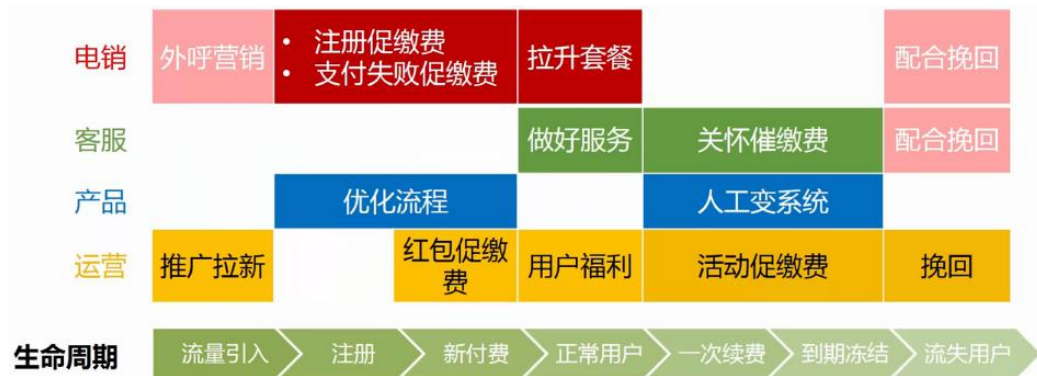 电销
外呼营销
• 注册促缴费
• 支付失败促缴费
拉升套餐
配合挽回
客服
做好服务
关怀催缴费
配合挽回
产品
优化流程
人工变系统
运营
推广拉新
红包促缴
费
用户福利
活动促缴费
挽回
生命周期
流量引入
注册
新付费
正常用户
一次续费
到期冻结
流失用户